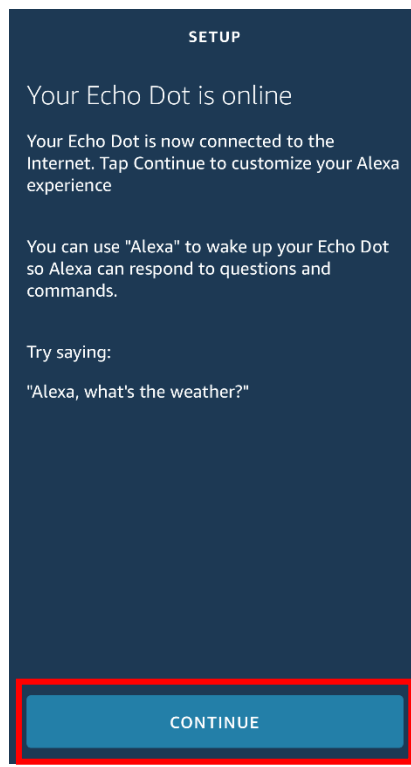 SETUP
Your Echo Dot is online
Your Echo Dot is now connected to the
Internet. Tap Continue to customize your Alexa
experience
You can use "Alexa" to wake up your Echo Dot
so Alexa can respond to questions and
commands.
Try saying:
"Alexa, what's the weather?"
CONTINUE